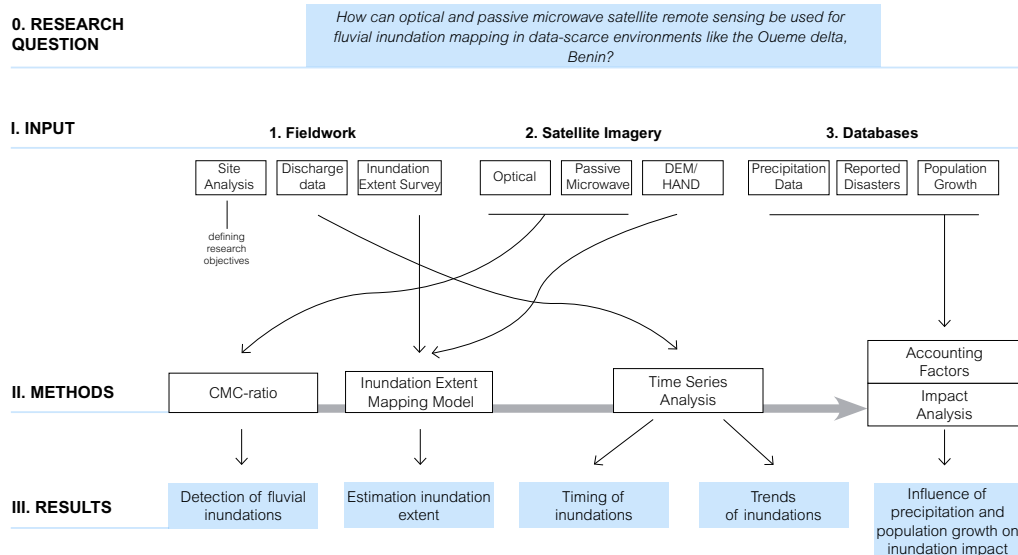 0. RESEARCH
QUESTION
How can optical and passive microwave satellite remote sensing be used for
fluvial inundation mapping in data-scarce environments like the Oueme delta,
Benin?
I. INPUT
1. Fieldwork
2. Satellite Imagery
3. Databases
Site
Analysis
Discharge
data
Inundation
Extent Survey
Optical
Passive
Microwave
DEM/
HAND
Precipitation
Data
Reported
Disasters
Population
Growth
defining
research
objectives
II. METHODS
CMC-ratio
Inundation Extent
Mapping Model
Time Series
Analysis
Accounting
Factors
Impact
Analysis
III. RESULTS
Detection of fluvial
inundations
Estimation inundation
extent
Timing of
inundations
Trends
of inundations
Influence of
precipitation and
population growth on
inundation impact